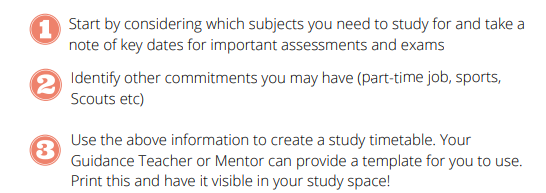 1 Start by considering which subjects you need to study for and take a
note of key dates for important assessments and exams
2 Identify other commitments you may have (part-time job, sports,
Scouts etc)
3 Use the above information to create a study timetable. Your
Guidance Teacher or Mentor can provide a template for you to use.
Print this and have it visible in your study space!